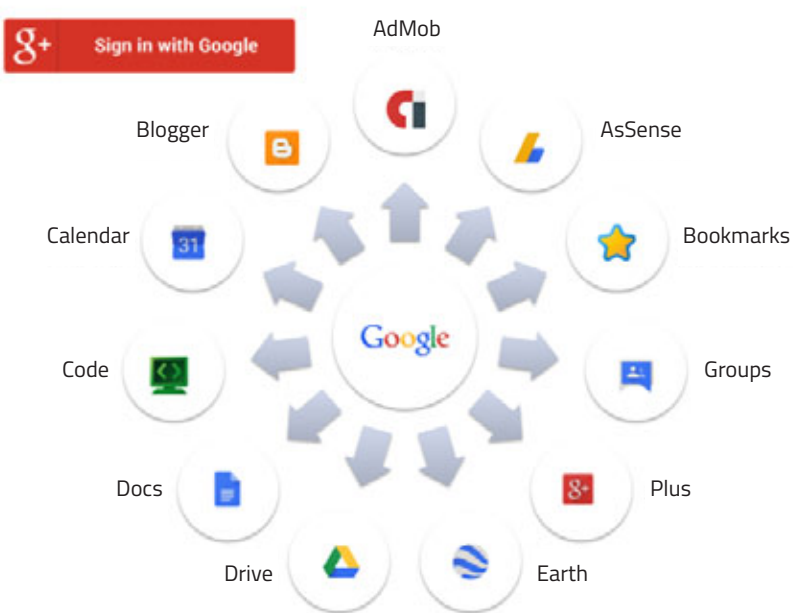 g+ Sign in with Google
AdMob
Blogger
AsSense
Calendar
31
Bookmarks
Google
Code
<>
Groups
Docs
g+
Plus
Drive
Earth